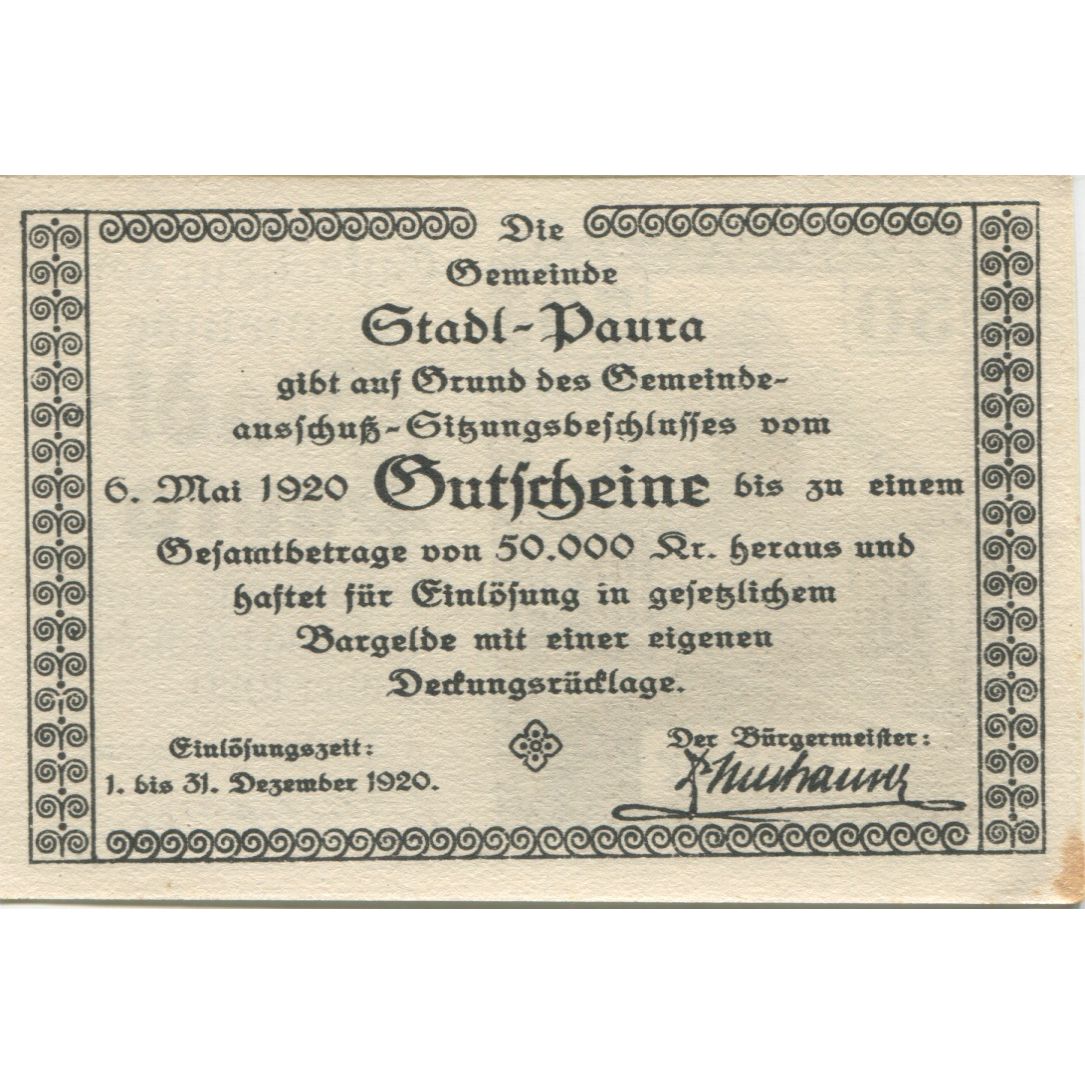 Die
Gemeinde
Stadl-Paura
gibt auf Grund des Gemeinde-
ausschuß-Sitzungsbeschlusses vom
6. Mai 1920 Gutscheine bis zu einem
Gesamtbetrage von 50.000 Kr. heraus und
haftet für Einlösung in gesetzlichem
Bargelde mit einer eigenen
Deckungsrücklage.
Einlösungszeit:
1. bis 31. Dezember 1920.
Der Bürgermeister: